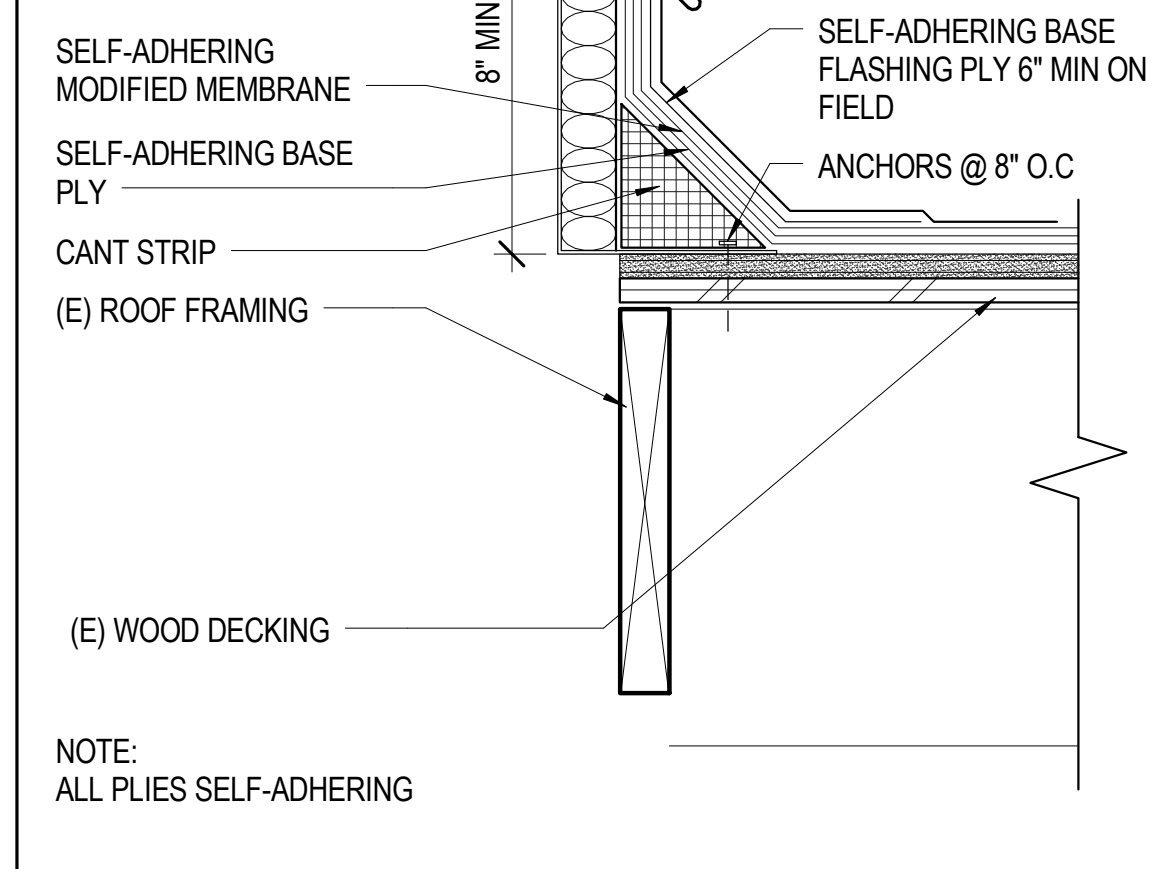 SELF-ADHERING
MODIFIED MEMBRANE
SELF-ADHERING BASE
PLY
CANT STRIP
(E) ROOF FRAMING
(E) WOOD DECKING
NOTE:
ALL PLIES SELF-ADHERING
8" MIN
SELF-ADHERING BASE
FLASHING PLY 6" MIN ON
FIELD
ANCHORS @ 8" O.C